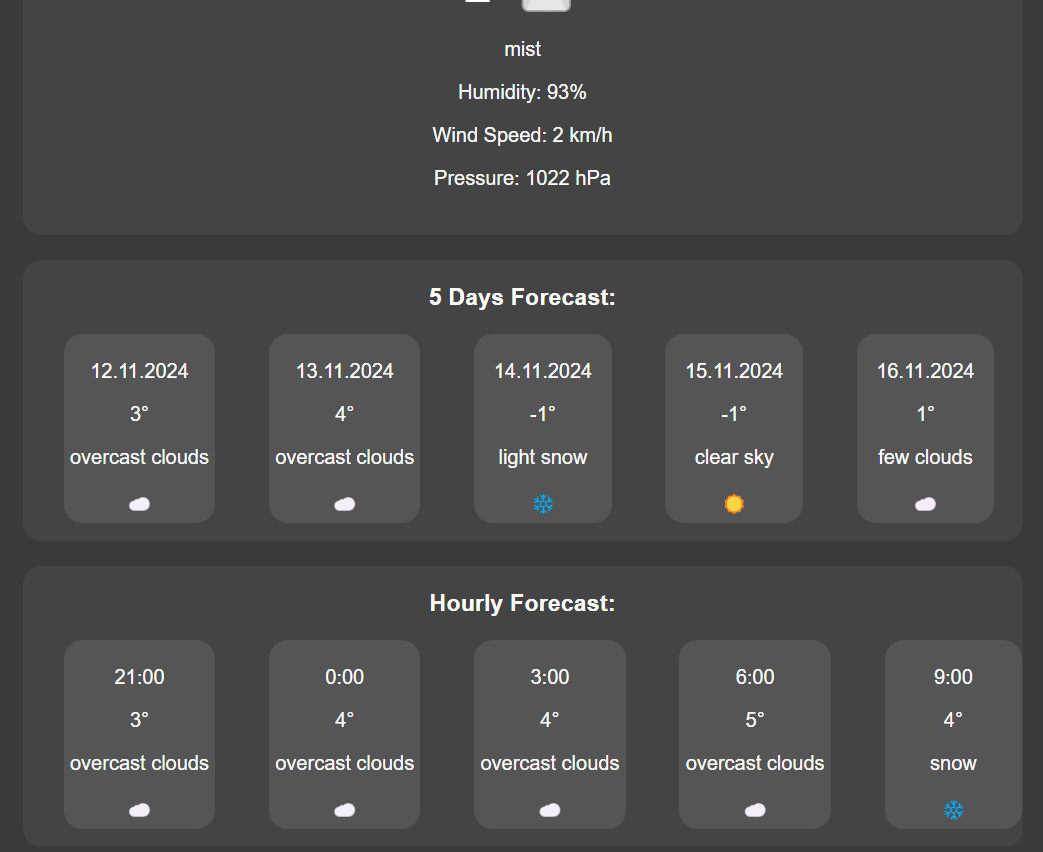 mist
Humidity: 93%
Wind Speed: 2 km/h
Pressure: 1022 hPa
5 Days Forecast:
12.11.2024
3°
overcast clouds
13.11.2024
4°
overcast clouds
14.11.2024
-1°
light snow
15.11.2024
-1°
clear sky
16.11.2024
1°
few clouds
Hourly Forecast:
21:00
3°
overcast clouds
0:00
4°
overcast clouds
3:00
4°
overcast clouds
6:00
5°
overcast clouds
9:00
4°
snow